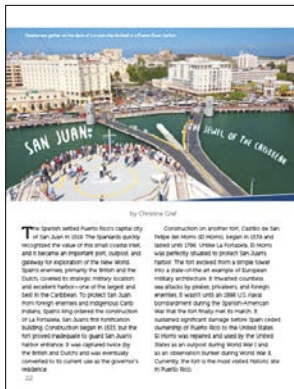 Vacationers gather on the deck of a cruise ship docked in a Puerto Rican harbor.
SAN JUAN:
JEWEL OF THE CARIBBEAN
by Christine Graf
The Spanish settled Puerto Rico's capital city
of San Juan in 1519. The Spaniards quickly
recognized the value of this small coastal inlet,
and it became an important port, outpost, and
gateway for exploration of the New World.
Spain's enemies, primarily the British and the
Dutch, coveted its strategic military location
and excellent harbor—one of the largest and
best in the Caribbean. To protect San Juan
from foreign enemies and indigenous Carib
Indians, Spain's king ordered the construction
of La Fortaleza, San Juan's first fortification
building. Construction began in 1533, but the
fort proved inadequate to guard San Juan's
harbor entrance. It was captured twice (by
the British and Dutch) and was eventually
converted to its current use as the governor's
residence.
Construction on another fort, Castillo de San
Felipe del Morro (El Morro), began in 1539 and
lasted until 1790. Unlike La Fortaleza, El Morro
was perfectly situated to protect San Juan's
harbor. The fort evolved from a simple tower
into a state-of-the-art example of European
military architecture. It thwarted countless
sea attacks by pirates, privateers, and foreign
enemies. It wasn't until an 1898 U.S. naval
bombardment during the Spanish-American
War that the fort finally met its match. It
sustained significant damage before Spain ceded
ownership of Puerto Rico to the United States.
El Morro was repaired and used by the United
States as an outpost during World War I and
as an observation bunker during World War II.
Currently, the fort is the most visited historic site
in Puerto Rico.